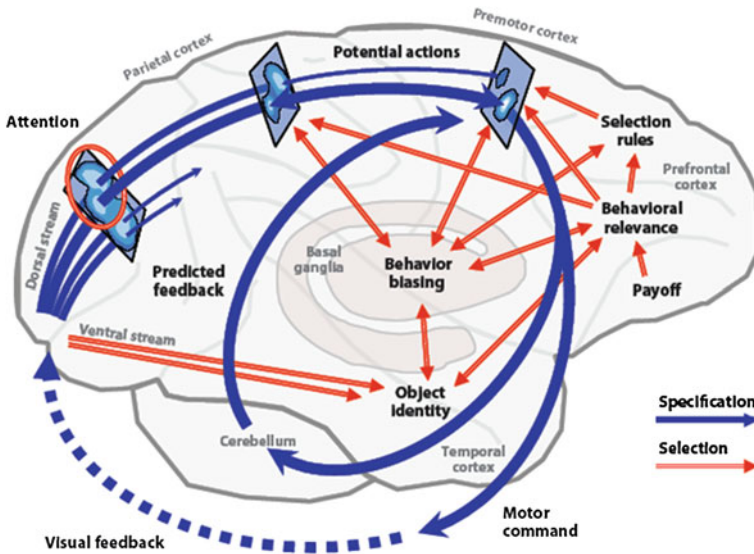 Premotor cortex
Parietal cortex
Potential actions
Attention
Selection
rules
Prefrontal
cortex
Behavioral
relevance
Dorsal stream
Basal
ganglia
Behavior
biasing
Predicted
feedback
Payoff
Ventral stream
Object
identity
Specification
Cerebellum
Temporal
cortex
Selection
Motor
command
Visual feedback